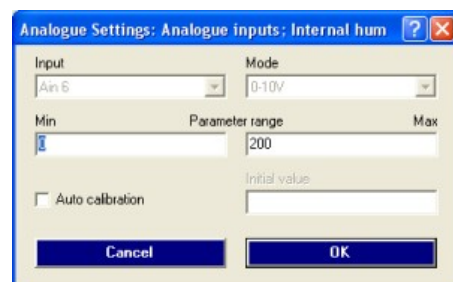 Analogue Settings: Analogue inputs; Internal hum
Input Mode
Ain 6 0-10V
Min Parameter range Max
0 200
Initial value
Auto calibration
Cancel OK